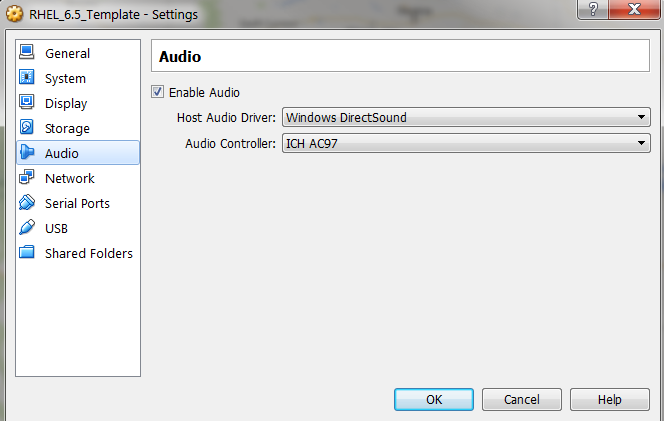 RHEL_6.5_Template - Settings
General
System
Display
Storage
Audio
Network
Serial Ports
USB
Shared Folders
Audio
Enable Audio
Host Audio Driver: Windows DirectSound
Audio Controller: ICH AC97
OK Cancel Help